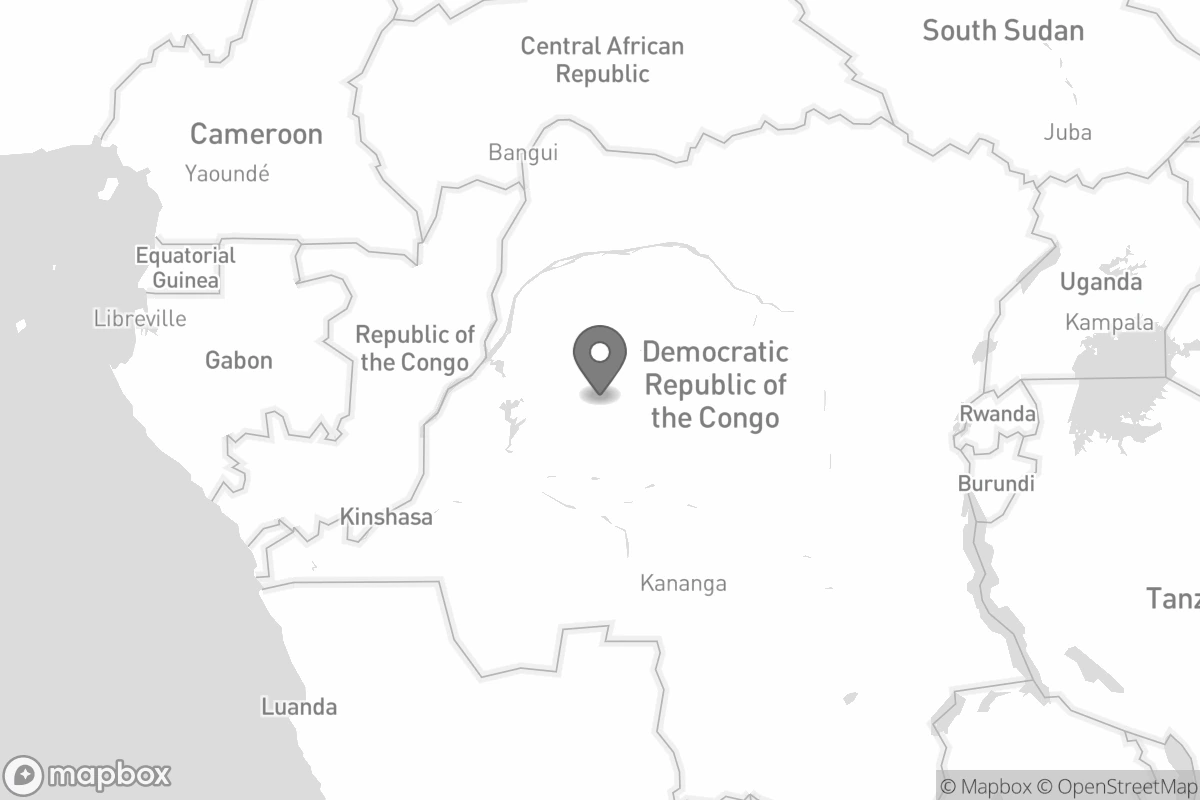 South Sudan
Central African
Republic
Cameroon
Juba
Bangui
Yaoundé
Equatorial
Guinea
Uganda
Libreville
Kampala
Republic of
the Congo
Gabon
Democratic
Republic of
the Congo
Rwanda
Burundi
Kinshasa
Kananga
Tanz
Luanda
mapbox
© Mapbox © OpenStreetMap